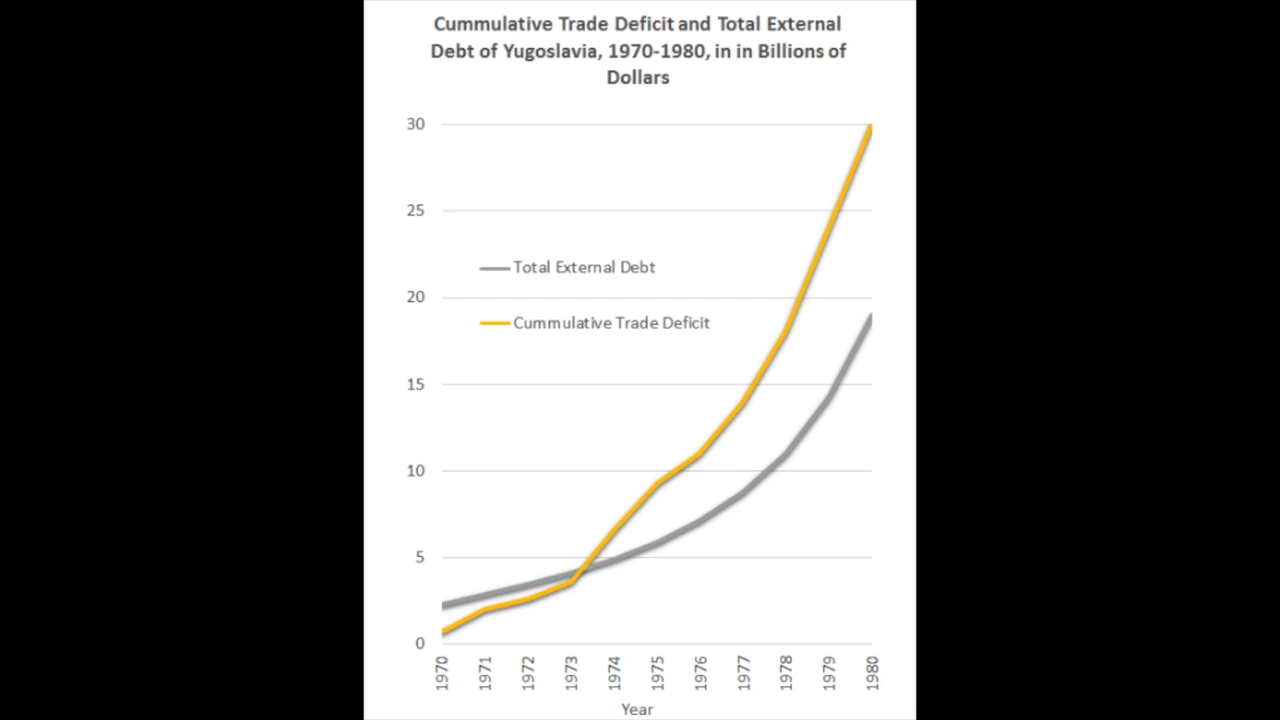 Cummulative Trade Deficit and Total External
Debt of Yugoslavia, 1970-1980, in in Billions of
Dollars
30
25
Total External Debt
20
Cummulative Trade Deficit
15
10
5
0
1970 1971 1972 1973 1974 1975 1976 1977 1978 1979 1980
Year